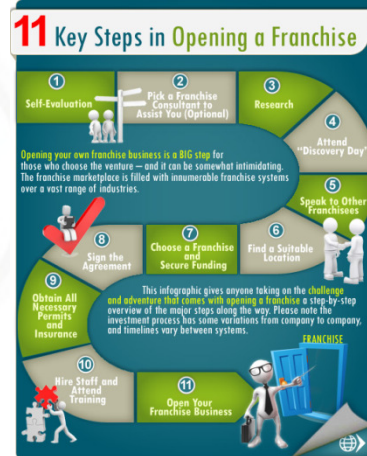 11 Key Steps in Opening a Franchise
1
Self-Evaluation
2
Pick a Franchise
Consultant to
Assist You (Optional)
3
Research
4
Attend
"Discovery Day"
Opening your own franchise business is a BIG step for
those who choose the venture – and it can be somewhat intimidating.
The franchise marketplace is filled with innumerable franchise systems
over a vast range of industries.
5
Speak to Other
Franchisees
6
Find a Suitable
Location
7
Choose a Franchise
and
Secure Funding
8
Sign the
Agreement
9
Obtain All
Necessary
Permits
and
Insurance
This infographic gives anyone taking on the challenge
and adventure that comes with opening a franchise a step-by-step
overview of the major steps along the way. Please note the
investment process has some variations from company to company,
and timelines vary between systems.
FRANCHISE
10
Hire Staff and
Attend
Training
11
Open Your
Franchise Business